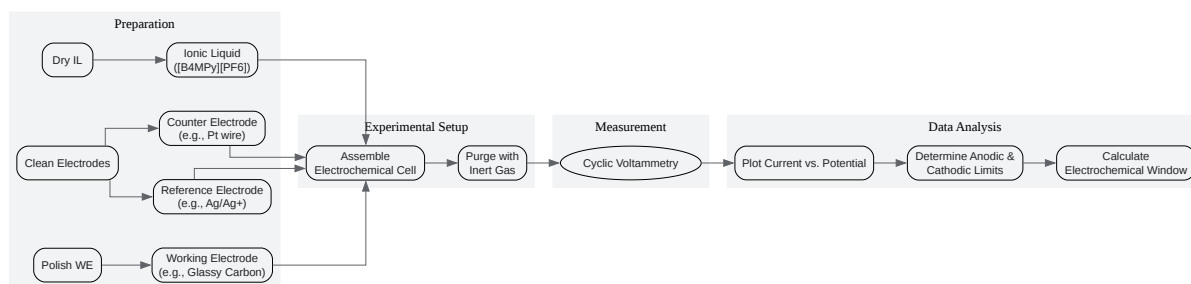 Preparation
Dry IL
Ionic Liquid
([B4MPy][PF6])
Counter Electrode
(e.g., Pt wire)
Clean Electrodes
Reference Electrode
(e.g., Ag/Ag+)
Polish WE
Working Electrode
(e.g., Glassy Carbon)
Experimental Setup
Assemble
Electrochemical Cell
Purge with
Inert Gas
Measurement
Cyclic Voltammetry
Data Analysis
Plot Current vs. Potential
Determine Anodic &
Cathodic Limits
Calculate
Electrochemical Window